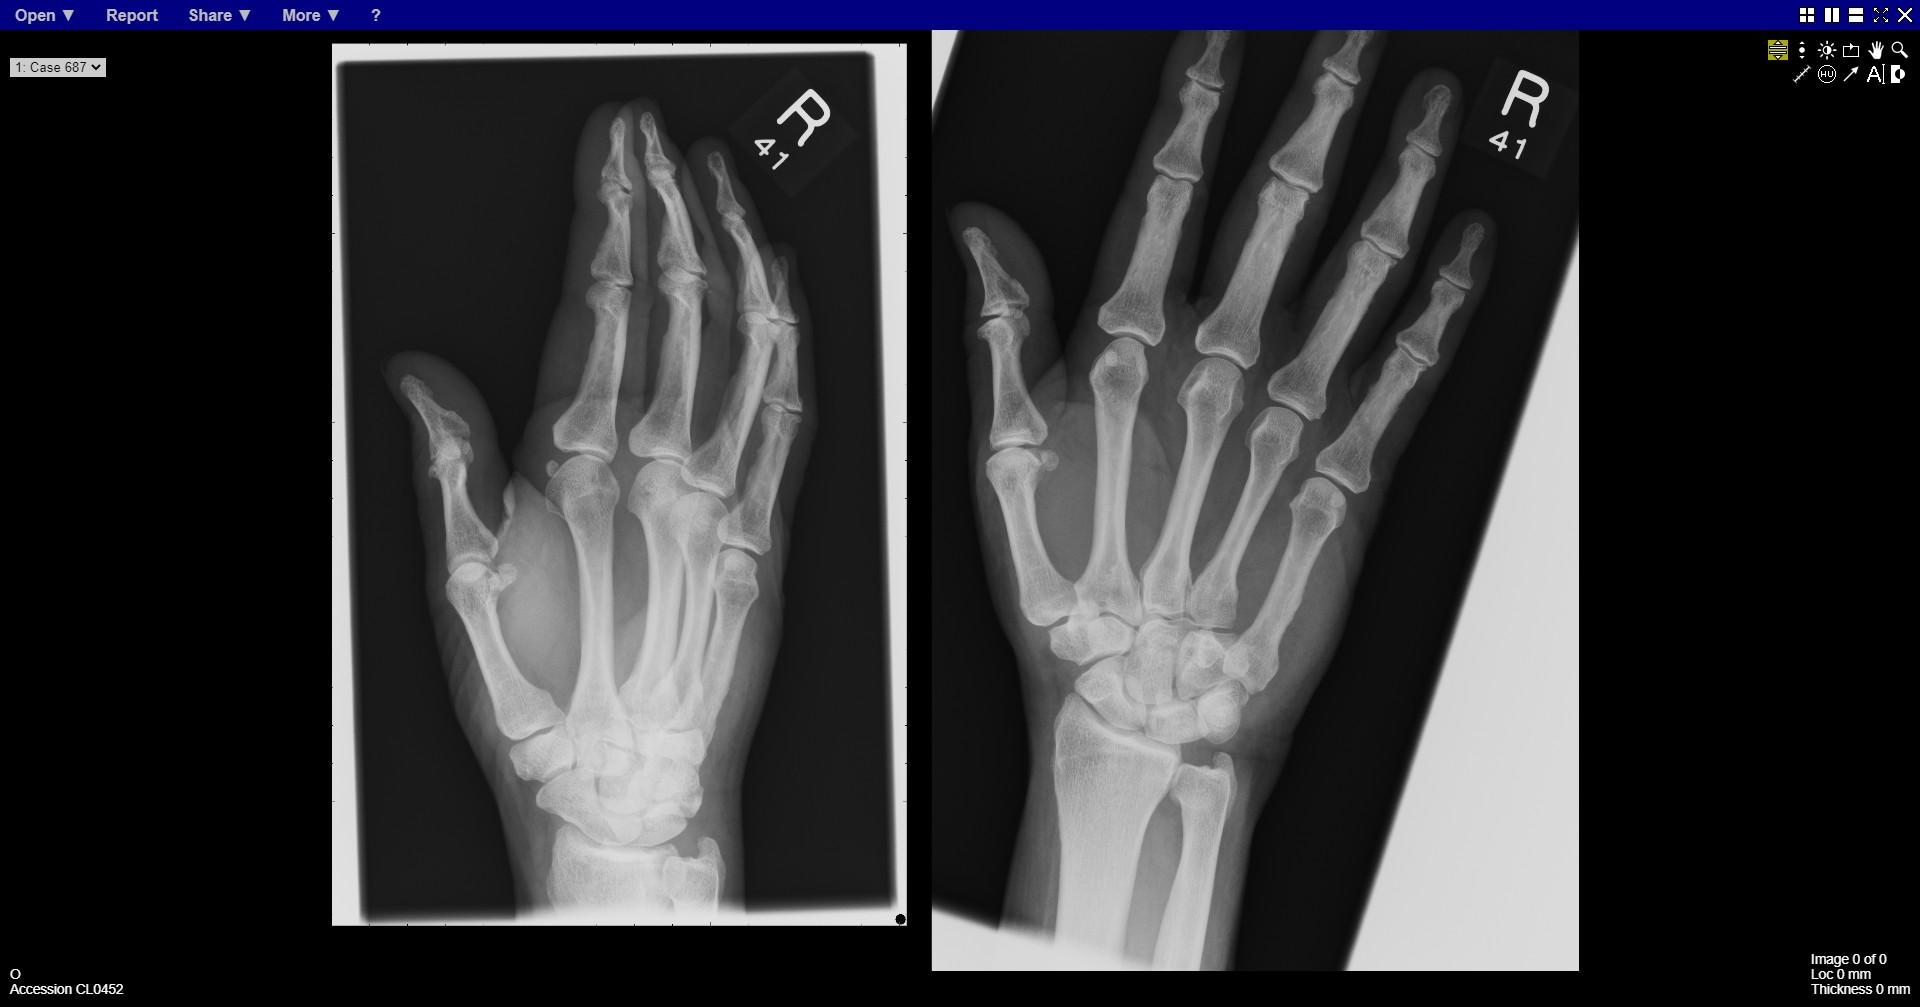 Open ▼ Report Share ▼ More ▼ ?
1: Case 687
R
41
R
41
HU
A
O
Accession CL0452
Image 0 of 0
Loc 0 mm
Thickness 0 mm